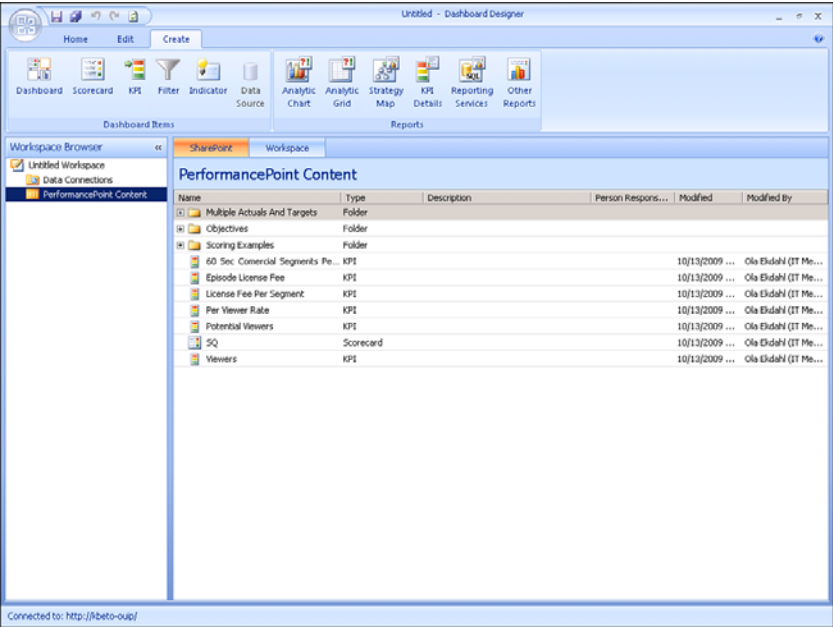 Untitled - Dashboard Designer
Home Edit Create
Dashboard Scorecard KPI Filter Indicator Data Source Analytic Chart Analytic Grid Strategy Map KPI Details Reporting Services Other Reports
Dashboard Items Reports
Workspace Browser «
SharePoint Workspace
Untitled Workspace
Data Connections
PerformancePoint Content
PerformancePoint Content
Name Type Description Person Respons... Modified Modified By
Multiple Actuals And Targets Folder
Objectives Folder
Scoring Examples Folder
60 Sec Comercial Segments Pe... KPI 10/13/2009 ... Ola Ekdahl (IT Me...
Episode License Fee KPI 10/13/2009 ... Ola Ekdahl (IT Me...
License Fee Per Segment KPI 10/13/2009 ... Ola Ekdahl (IT Me...
Per Viewer Rate KPI 10/13/2009 ... Ola Ekdahl (IT Me...
Potential Viewers KPI 10/13/2009 ... Ola Ekdahl (IT Me...
SQ Scorecard 10/13/2009 ... Ola Ekdahl (IT Me...
Viewers KPI 10/13/2009 ... Ola Ekdahl (IT Me...
Connected to: http://kbeto-ouip/